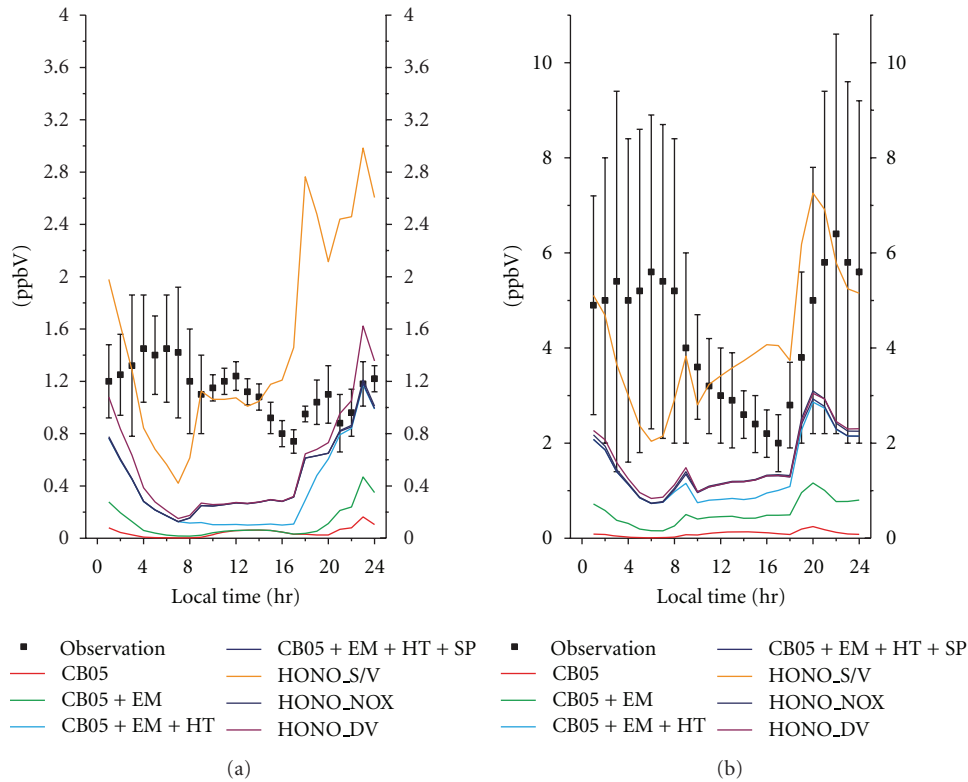 4
3.6
3.2
2.8
2.4
2
1.6
1.2
0.8
0.4
0
(ppbV)
4
3.6
3.2
2.8
2.4
2
1.6
1.2
0.8
0.4
0
0 4 8 12 16 20 24
Local time (hr)
Observation
CB05
CB05 + EM
CB05 + EM + HT
CB05 + EM + HT + SP
HONO_S/V
HONO_NOX
HONO_DV
(a)
10
8
6
4
2
0
(ppbV)
10
8
6
4
2
0
0 4 8 12 16 20 24
Local time (hr)
Observation
CB05
CB05 + EM
CB05 + EM + HT
CB05 + EM + HT + SP
HONO_S/V
HONO_NOX
HONO_DV
(b)